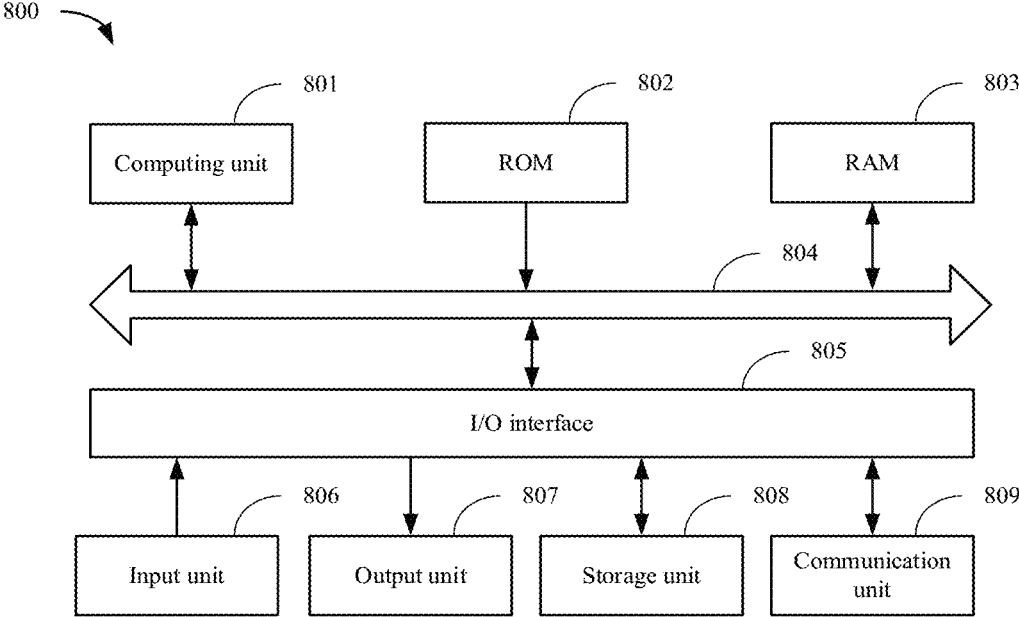 800
801
802
803
Computing unit
ROM
RAM
804
805
I/O interface
806
807
808
809
Input unit
Output unit
Storage unit
Communication
unit